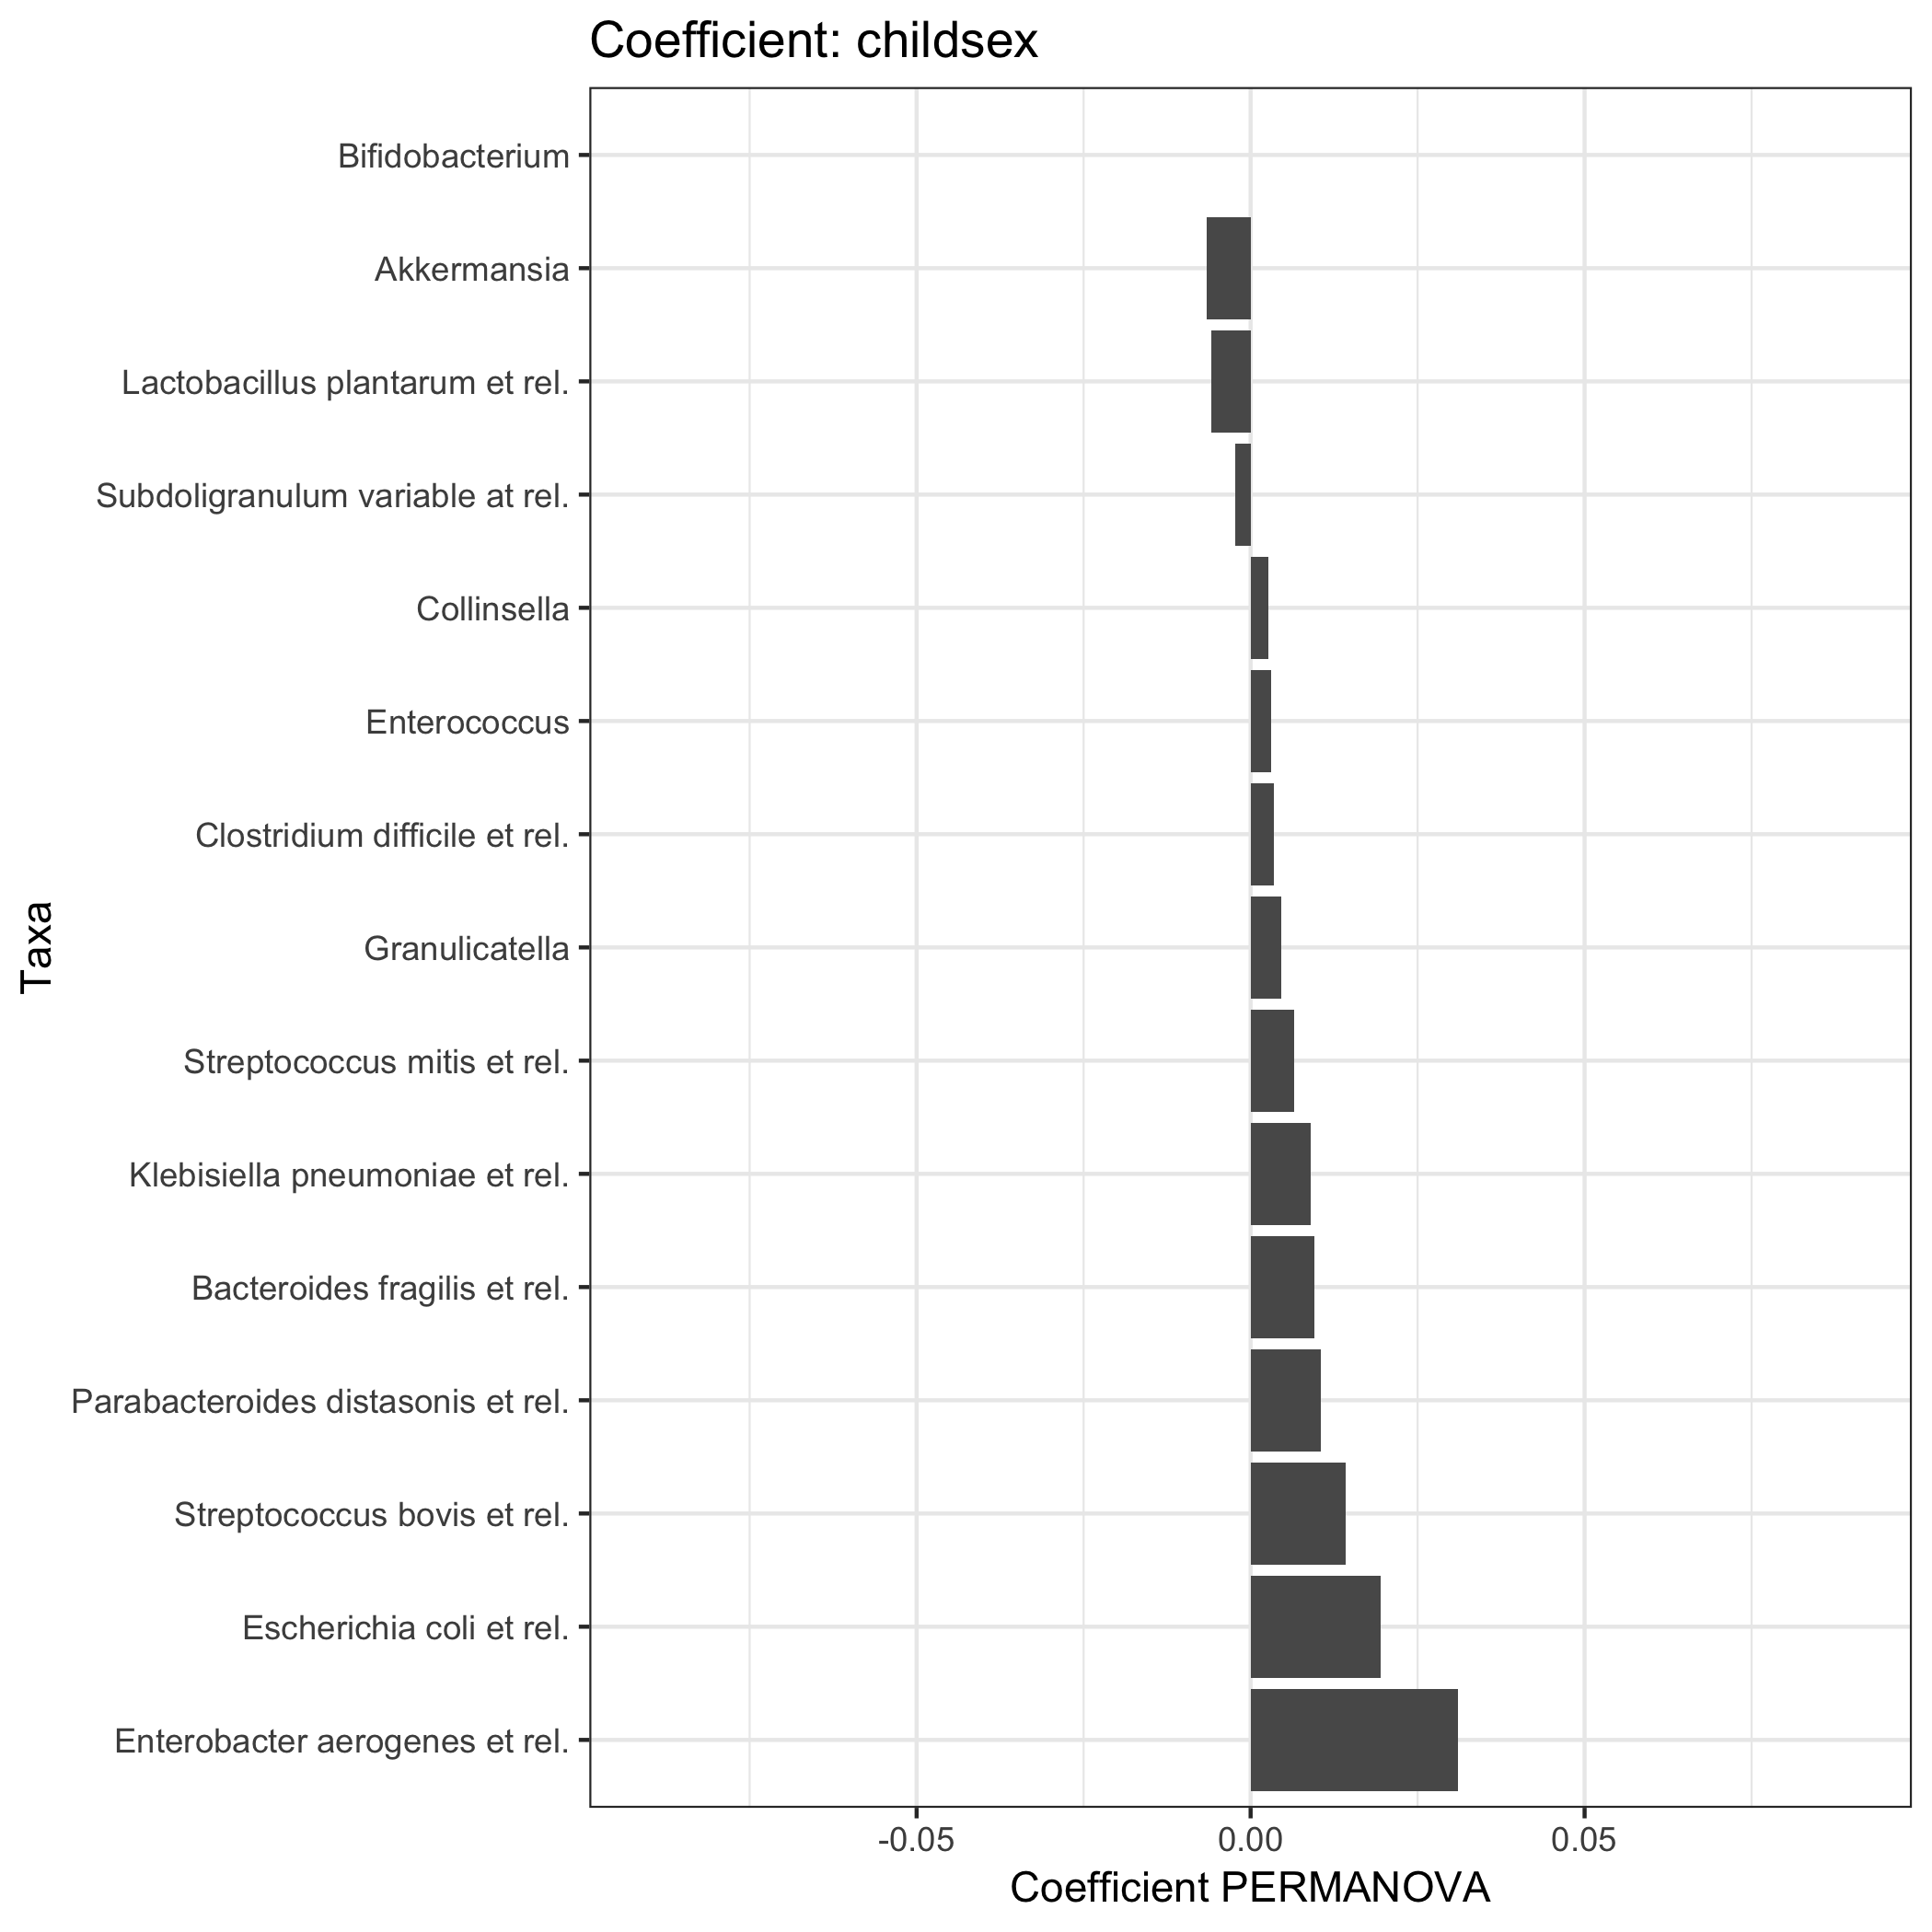 Coefficient: childsex
Bifidobacterium
Akkermansia
Lactobacillus plantarum et rel.
Subdoligranulum variable at rel.
Collinsella
Enterococcus
Clostridium difficile et rel.
Granulicatella
Streptococcus mitis et rel.
Klebisiella pneumoniae et rel.
Bacteroides fragilis et rel.
Parabacteroides distasonis et rel.
Streptococcus bovis et rel.
Escherichia coli et rel.
Enterobacter aerogenes et rel.
Taxa
-0.05 0.00 0.05
Coefficient PERMANOVA